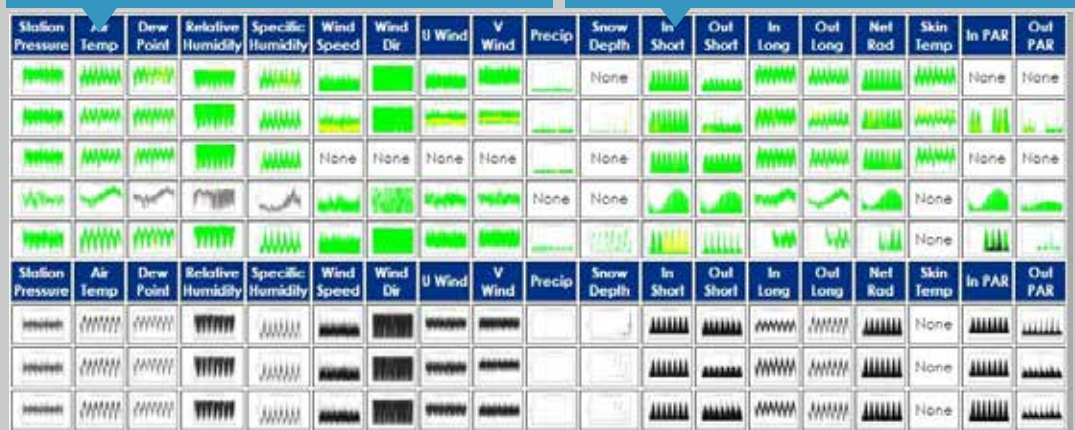 Station Pressure Air Temp Dew Point Relative Humidity Specific Humidity Wind Speed Wind Dir U Wind V Wind Precip Snow Depth In Short Out Short In Long Out Long Net Rad Skin Temp In PAR Out PAR
None None None
None None None None None None None
None None None
None
Station Pressure Air Temp Dew Point Relative Humidity Specific Humidity Wind Speed Wind Dir U Wind V Wind Precip Snow Depth In Short Out Short In Long Out Long Net Rad Skin Temp In PAR Out PAR
None
None
None